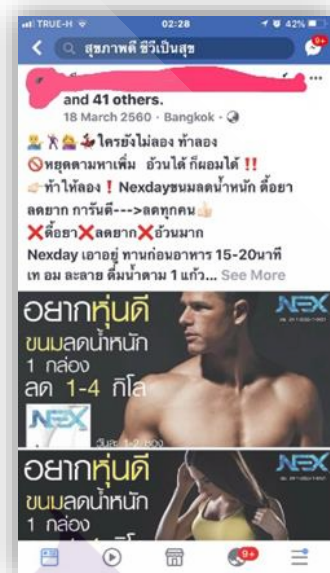 TRUE-H
02:28
42%
สุขภาพดี ชีวีเป็นสุข
9+
and 41 others.
18 March 2560 · Bangkok ·
ใครยังไม่ลอง ท้าลอง
หยุดตามหาเพิ่ม อ้วนได้ ก็ผอมได้ !!
ท้าให้ลอง ! Nexdayขนมลดน้ำหนัก ดื้อยา
ลดยาก การันตี--->ลดทุกคน
❌ดื้อยา❌ลดยาก❌อ้วนมาก
Nexday เอาอยู่ ทานก่อนอาหาร 15-20นาที
เท อม ละลาย ดื่มน้ำตาม 1 แก้ว... See More
อยากหุ่นดี
ขนมลดน้ำหนัก
1 กล่อง
ลด 1-4 กิโล
NEX
NEX
วันละ 1-2 ซอง
อยากหุ่นดี
ขนมลดน้ำหนัก
1 กล่อง
NEX
9+